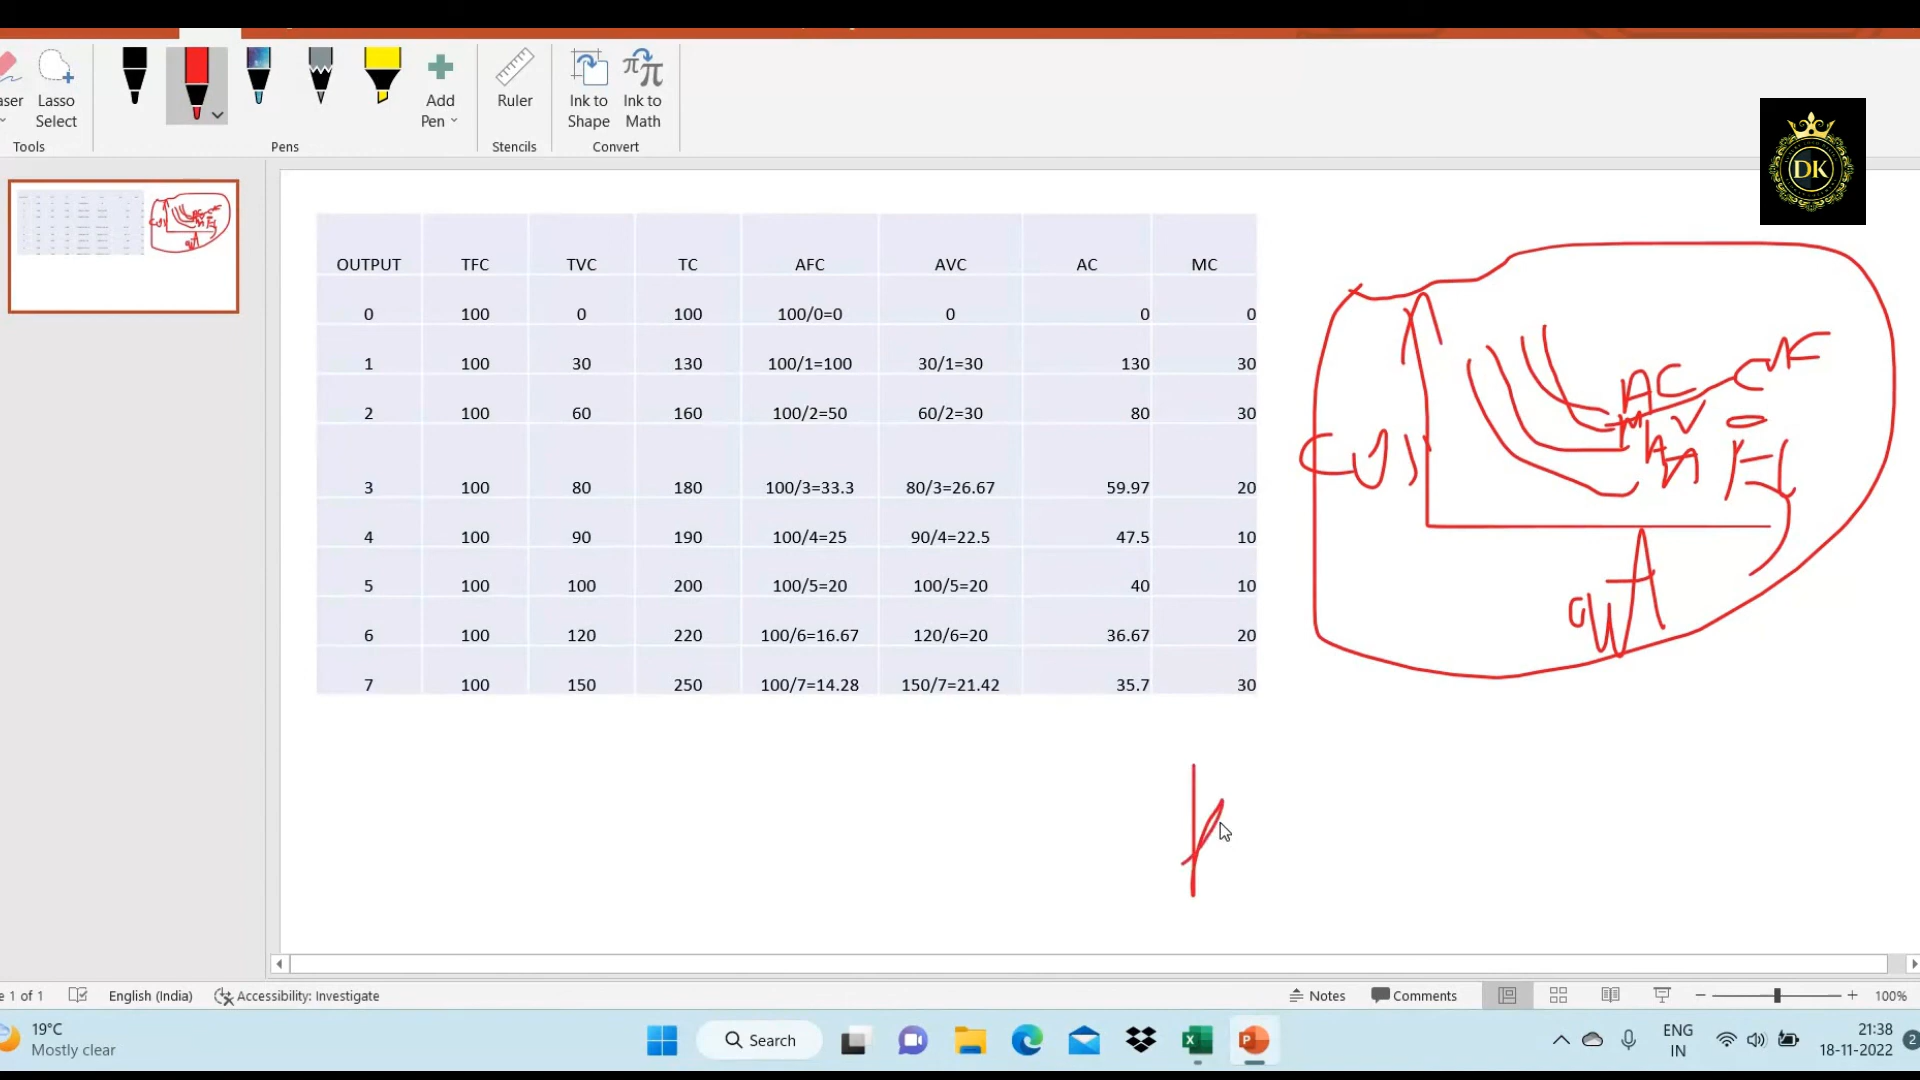 aser
Lasso
Select
Tools
Pens
Add
Pen
Ruler
Stencils
Ink to
Shape
Ink to
Math
Convert
DK
OUTPUT TFC TVC TC AFC AVC AC MC
0 100 0 100 100/0=0 0 0 0
1 100 30 130 100/1=100 30/1=30 130 30
2 100 60 160 100/2=50 60/2=30 80 30
3 100 80 180 100/3=33.3 80/3=26.67 59.97 20
4 100 90 190 100/4=25 90/4=22.5 47.5 10
5 100 100 200 100/5=20 100/5=20 40 10
6 100 120 220 100/6=16.67 120/6=20 36.67 20
7 100 150 250 100/7=14.28 150/7=21.42 35.7 30
AC
e 1 of 1 English (India) Accessibility: Investigate Notes Comments 100%
19°C
Mostly clear
Search
ENG
IN
21:38
18-11-2022
2